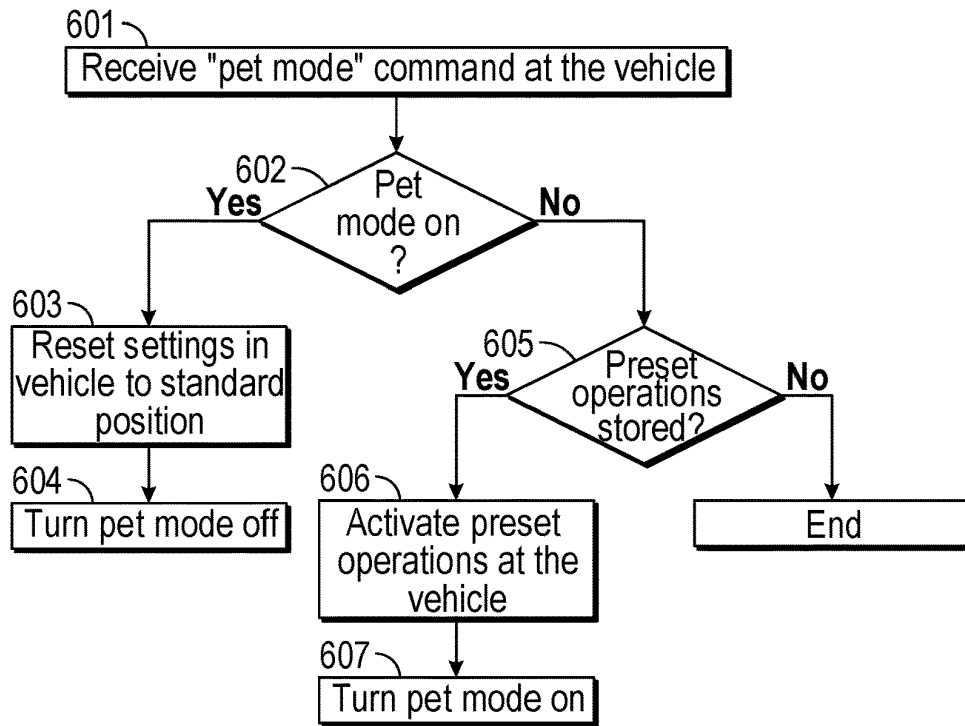 601
Receive "pet mode" command at the vehicle
602
Pet
mode on
?
Yes
No
603
Reset settings in
vehicle to standard
position
604
Turn pet mode off
605
Preset
operations
stored?
Yes
No
606
Activate preset
operations at the
vehicle
End
607
Turn pet mode on